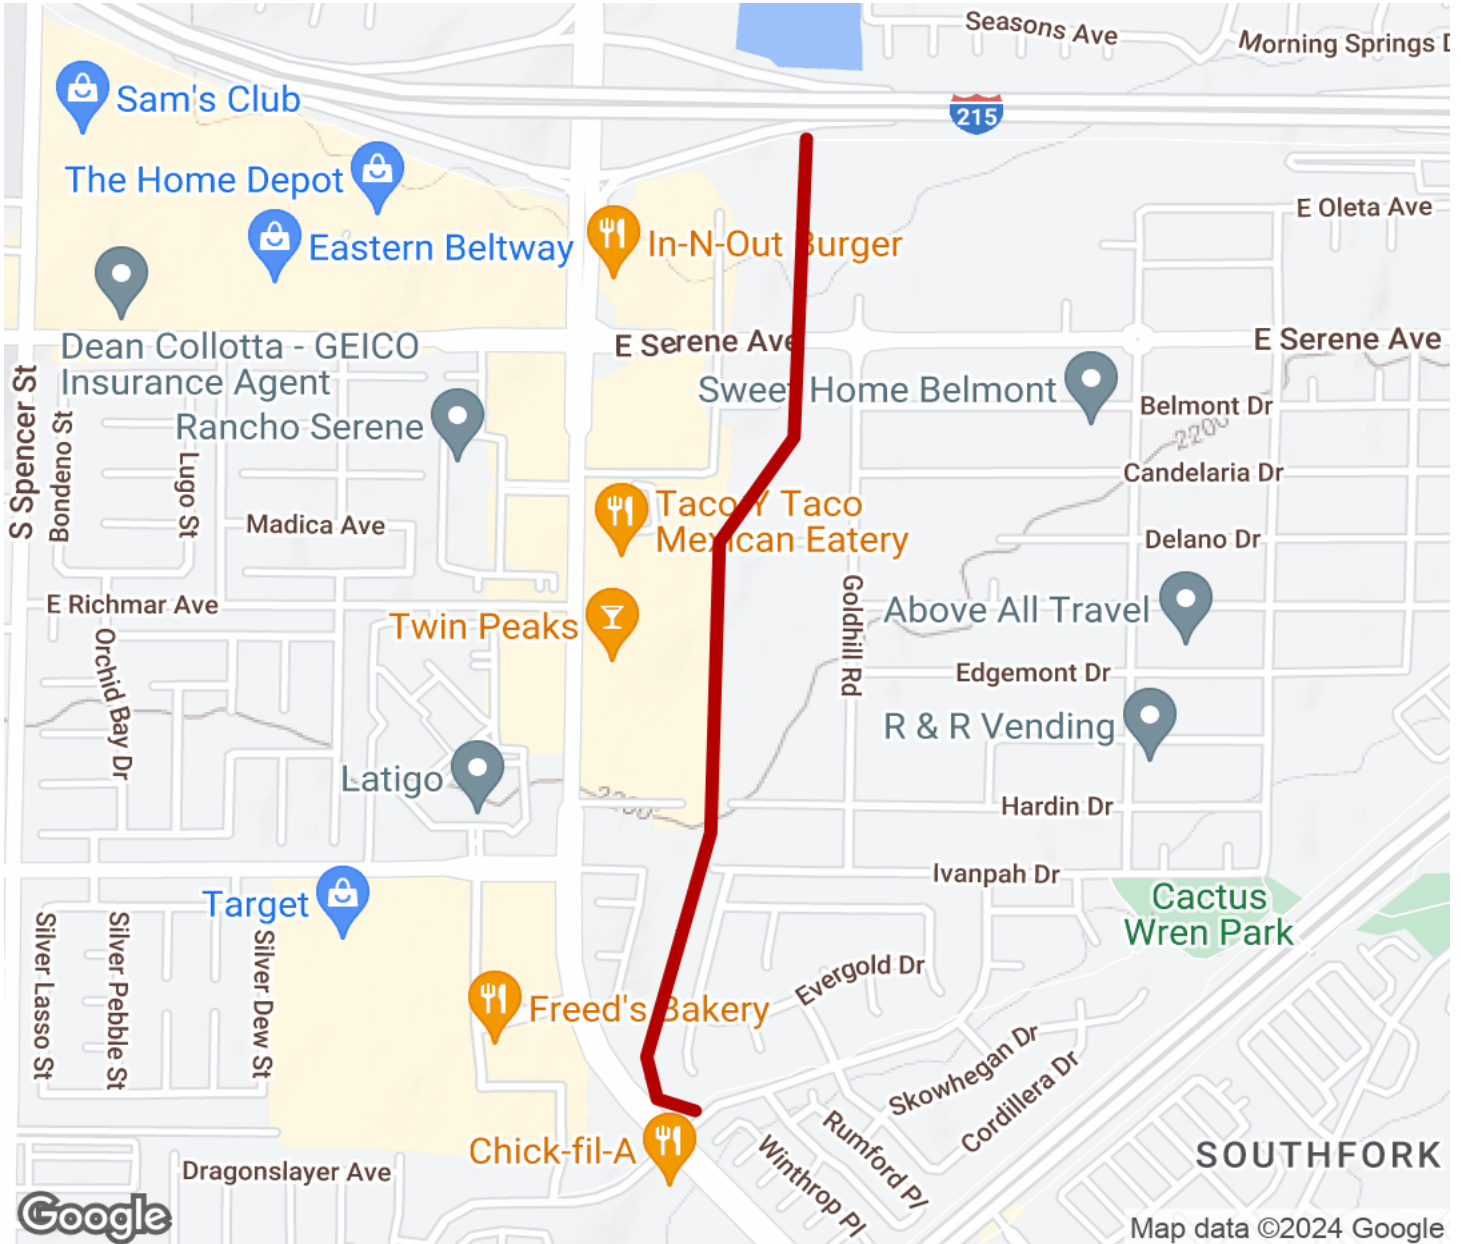 Seasons Ave
Morning Springs D
Sam's Club
215
The Home Depot
E Oleta Ave
In-N-Out Burger
Eastern Beltway
E Serene Ave
E Serene Ave
Dean Collotta - GEICO
Insurance Agent
Sweet Home Belmont
Belmont Dr
S Spencer St
Bondeno St
Rancho Serene
2200
Lugo St
Candelaria Dr
Taco Y Taco
Mexican Eatery
Madica Ave
Delano Dr
E Richmar Ave
Goldhill Rd
Above All Travel
Twin Peaks
Orchid Bay Dr
Edgemont Dr
R & R Vending
Latigo
2200
Hardin Dr
Ivanpah Dr
Target
Cactus
Wren Park
Silver Lasso St
Silver Pebble St
Silver Dew St
Evergold Dr
Freed's Bakery
Skowhegan Dr
Cordillera Dr
Rumford Pl
Winthrop Pl
Chick-fil-A
SOUTHFORK
Dragonslayer Ave
Google
Map data ©2024 Google